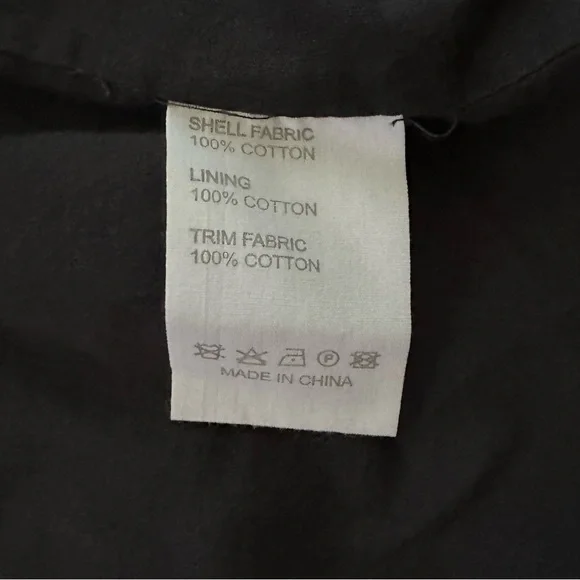 SHELL FABRIC
100% COTTON
LINING
100% COTTON
TRIM FABRIC
100% COTTON
P
MADE IN CHINA